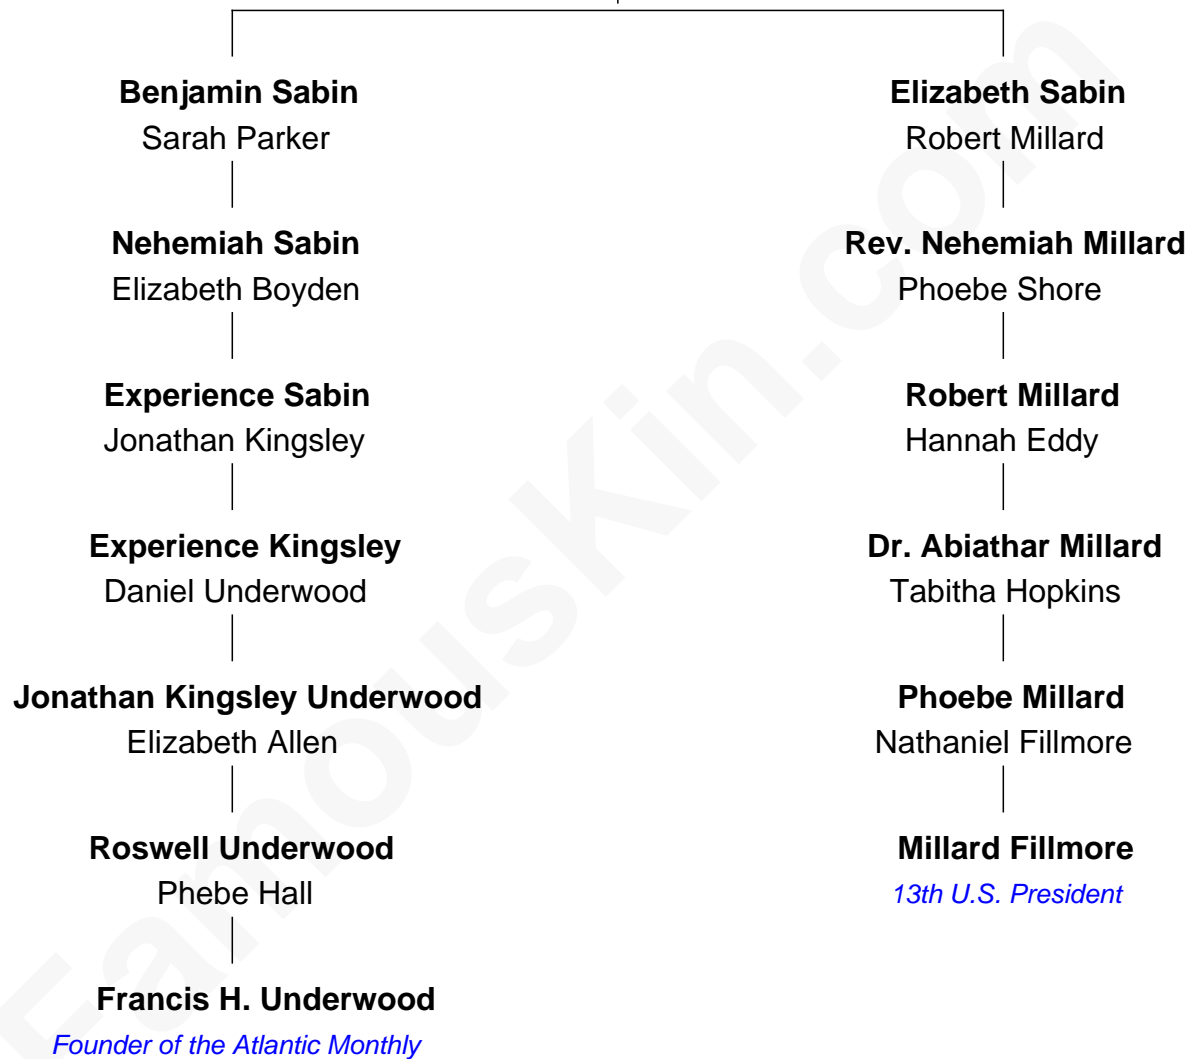 Benjamin Sabin
Sarah Parker
Elizabeth Sabin
Robert Millard
Nehemiah Sabin
Elizabeth Boyden
Rev. Nehemiah Millard
Phoebe Shore
Experience Sabin
Jonathan Kingsley
Robert Millard
Hannah Eddy
Experience Kingsley
Daniel Underwood
Dr. Abiathar Millard
Tabitha Hopkins
Jonathan Kingsley Underwood
Elizabeth Allen
Phoebe Millard
Nathaniel Fillmore
Roswell Underwood
Phebe Hall
Millard Fillmore
13th U.S. President
Francis H. Underwood
Founder of the Atlantic Monthly
FamousKin.com